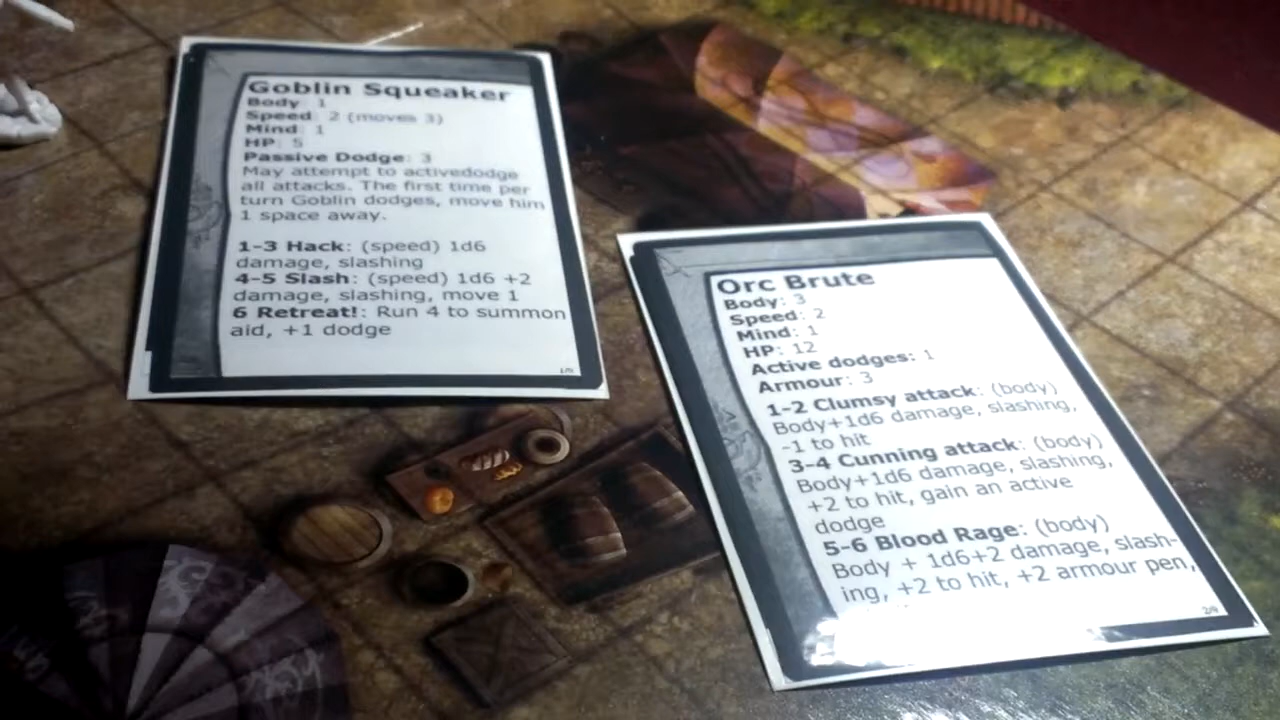 Goblin Squeaker
Body: 1
Speed: 2 (moves 3)
Mind: 1
HP: 5
Passive Dodge: 3
May attempt to activedodge
all attacks. The first time per
turn Goblin dodges, move him
1 space away.
1-3 Hack: (speed) 1d6
damage, slashing
4-5 Slash: (speed) 1d6 +2
damage, slashing, move 1
6 Retreat!: Run 4 to summon
aid, +1 dodge
Orc Brute
Body: 3
Speed: 2
Mind: 1
HP: 12
Active dodges: 1
Armour: 3
1-2 Clumsy attack: (body)
Body+1d6 damage, slashing,
-1 to hit
3-4 Cunning attack: (body)
Body+1d6 damage, slashing,
+2 to hit, gain an active
dodge
5-6 Blood Rage: (body)
Body + 1d6+2 damage, slash-
ing, +2 to hit, +2 armour pen,